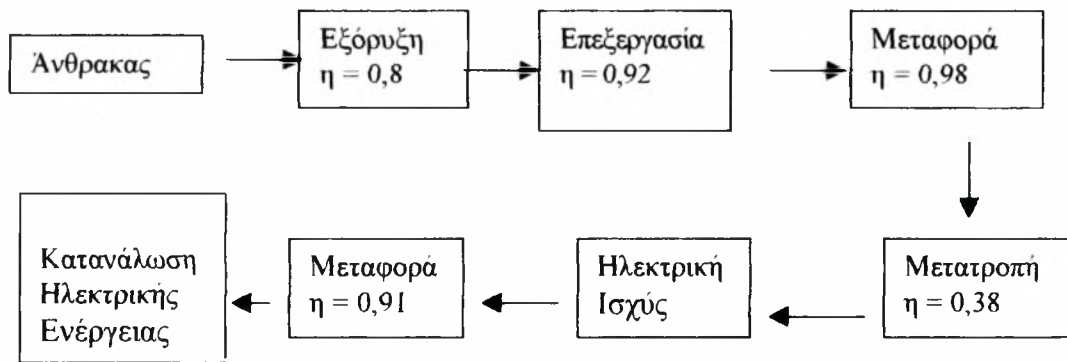 Άνθρακας
Εξόρυξη
η = 0,8
Επεξεργασία
η = 0,92
Μεταφορά
η = 0,98
Μετατροπή
η = 0,38
Ηλεκτρική
Ισχύς
Μεταφορά
η = 0,91
Κατανάλωση
Ηλεκτρικής
Ενέργειας